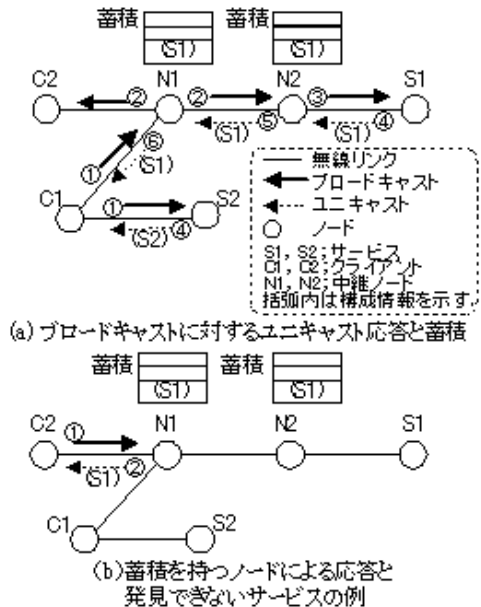 蓄積 蓄積
(S1) (S1)
C2 ② N1 ② N2 ③ S1
(S1) ⑤ (S1) ④
① ⑥ (S1)
C1 ① S2
(S2) ④
無線リンク
ブロードキャスト
ユニキャスト
ノード
S1, S2;サービス
C1, C2;クライアント
N1, N2;中継ノード
括弧内は構成情報を示す。
(a) ブロードキャストに対するユニキャスト応答と蓄積
蓄積 蓄積
(S1) (S1)
C2 ① N1 N2 S1
(S1) ②
C1 S2
(b)蓄積を持つノードによる応答と
発見できないサービスの例